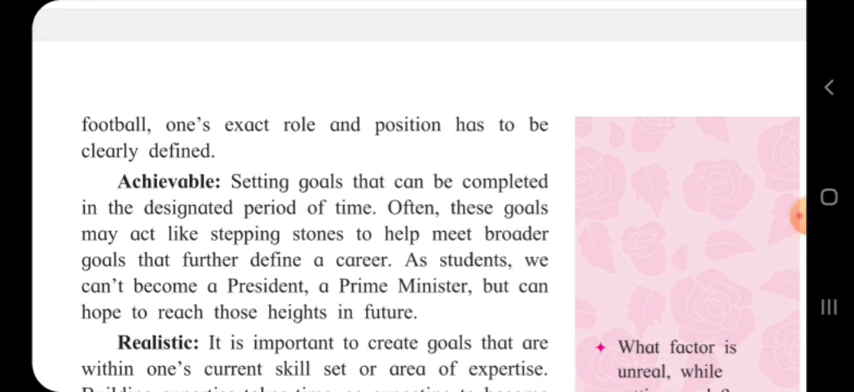 football, one's exact role and position has to be
clearly defined.
Achievable: Setting goals that can be completed
in the designated period of time. Often, these goals
may act like stepping stones to help meet broader
goals that further define a career. As students, we
can't become a President, a Prime Minister, but can
hope to reach those heights in future.
Realistic: It is important to create goals that are
within one's current skill set or area of expertise.
What factor is
unreal, while